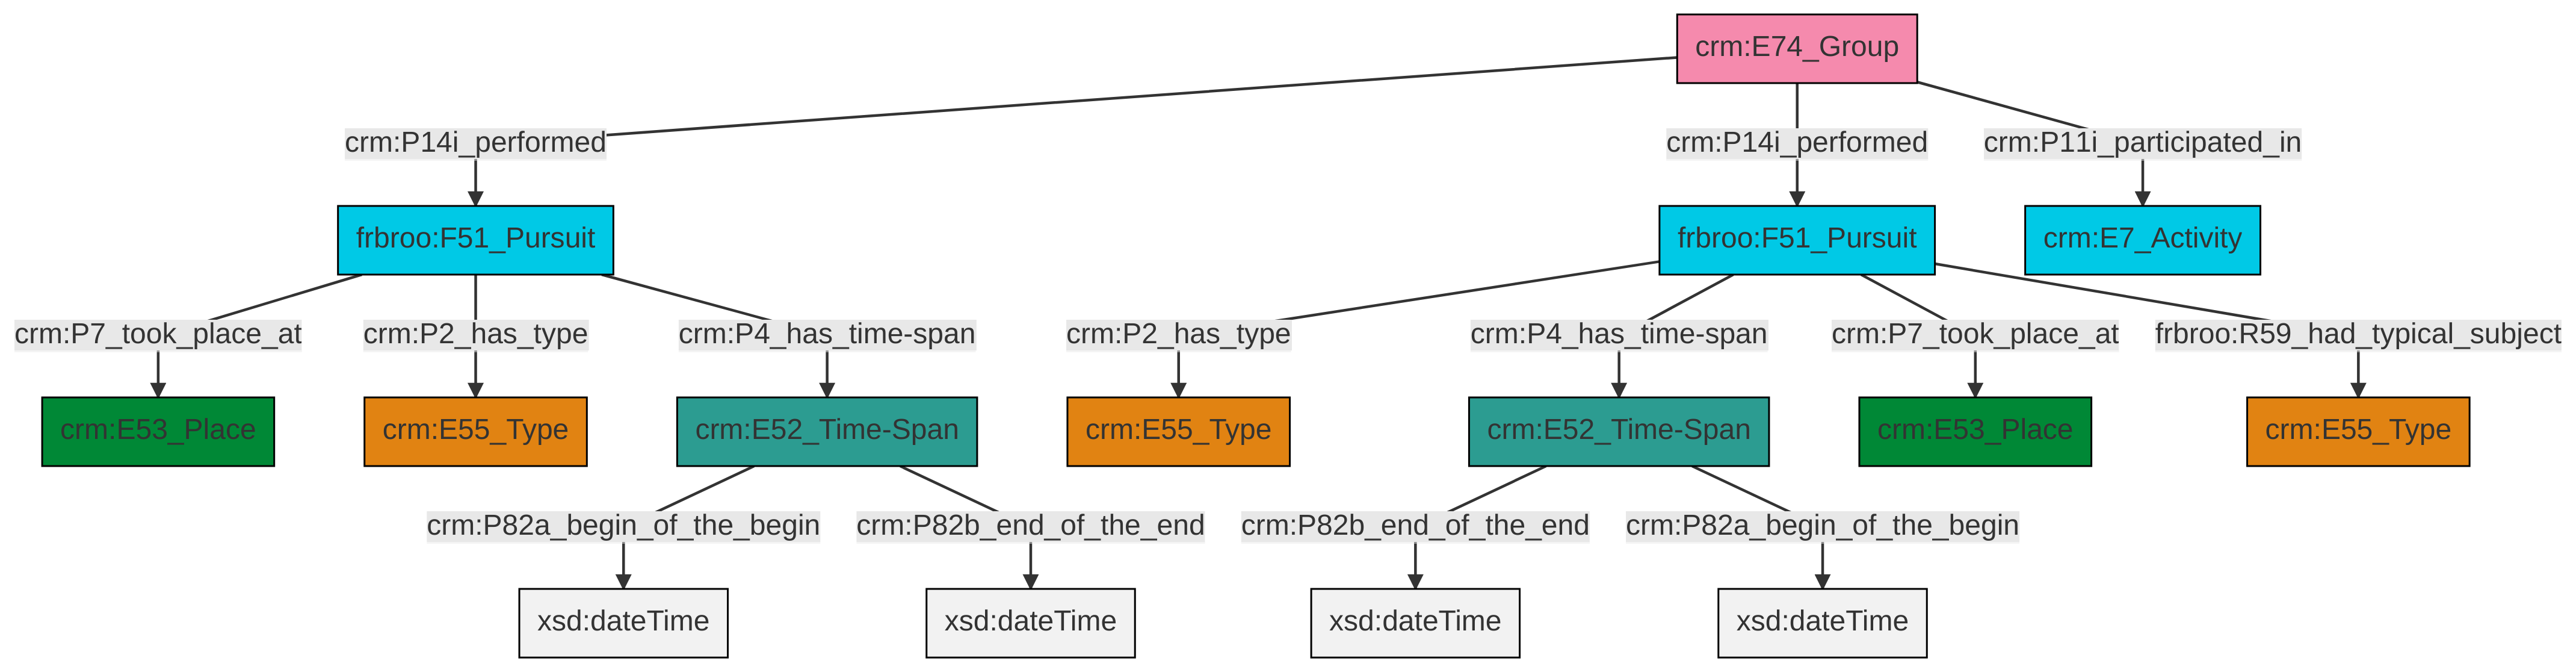 crm:E74_Group
crm:P14i_performed
crm:P14i_performed
crm:P11i_participated_in
frbroo:F51_Pursuit
frbroo:F51_Pursuit
crm:E7_Activity
crm:P7_took_place_at
crm:P2_has_type
crm:P4_has_time-span
crm:P2_has_type
crm:P4_has_time-span
crm:P7_took_place_at
frbroo:R59_had_typical_subject
crm:E53_Place
crm:E55_Type
crm:E52_Time-Span
crm:E55_Type
crm:E52_Time-Span
crm:E53_Place
crm:E55_Type
crm:P82a_begin_of_the_begin
crm:P82b_end_of_the_end
crm:P82b_end_of_the_end
crm:P82a_begin_of_the_begin
xsd:dateTime
xsd:dateTime
xsd:dateTime
xsd:dateTime